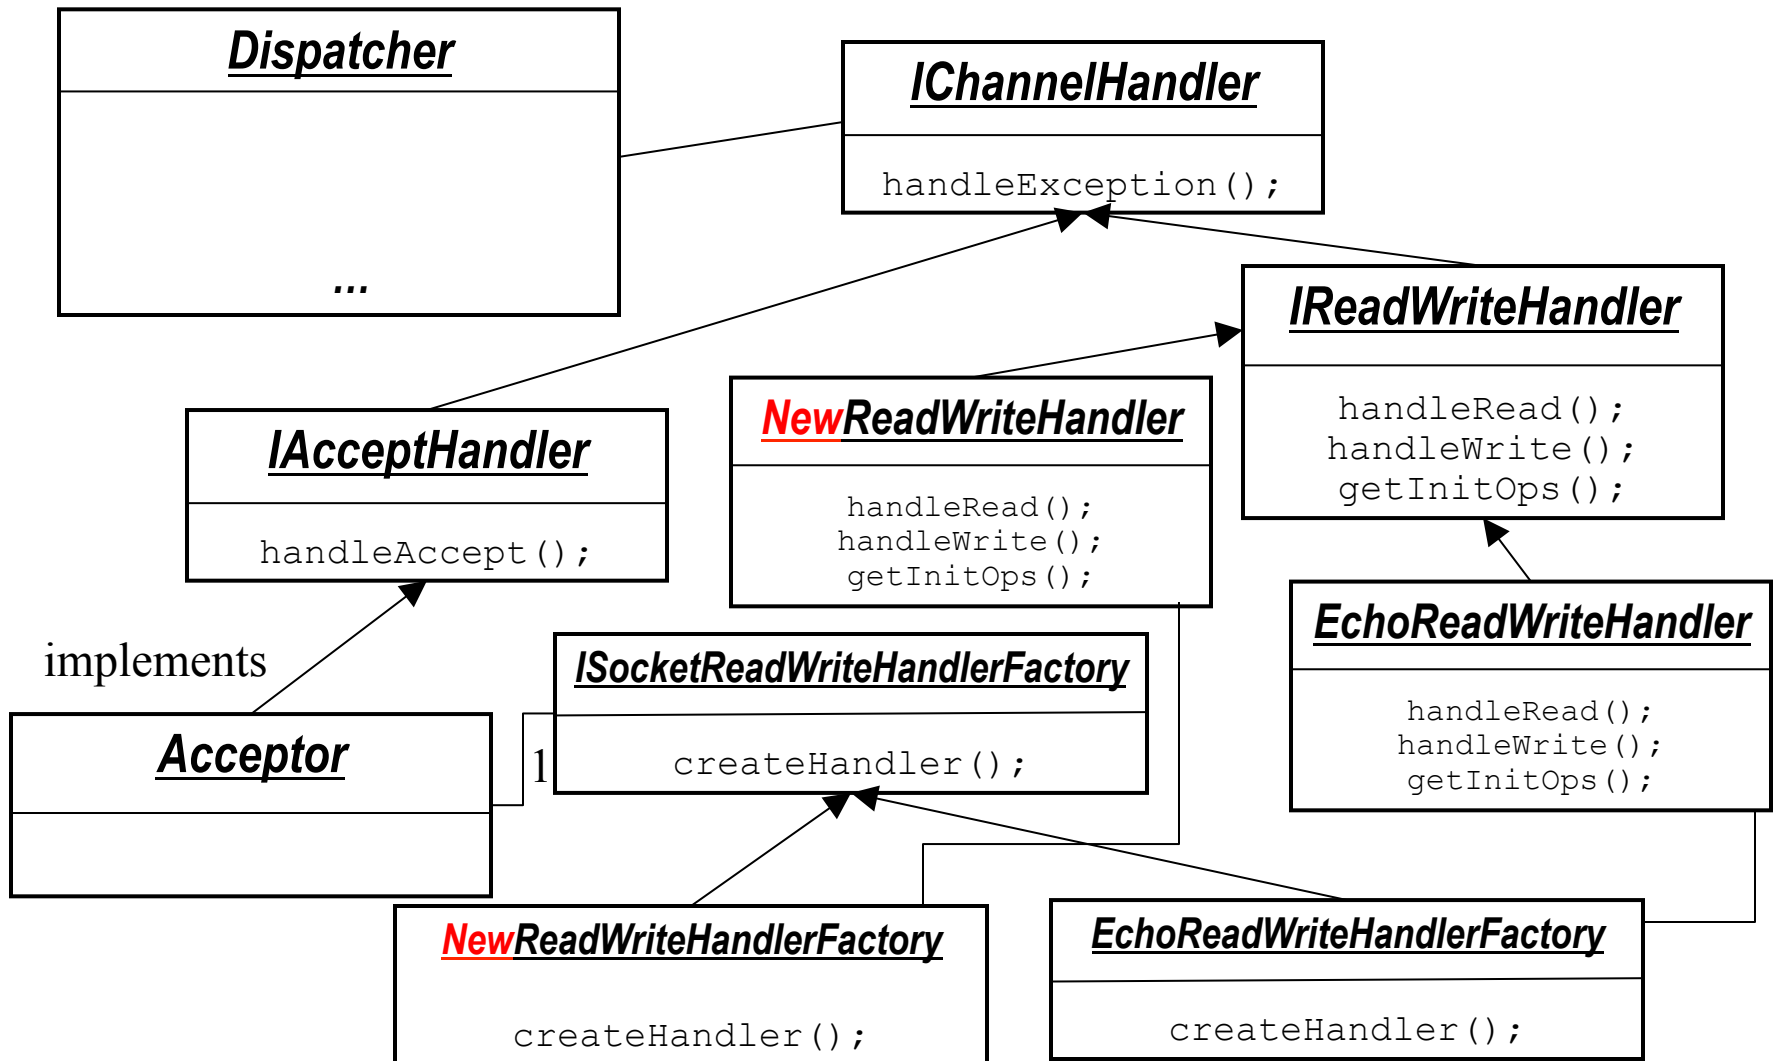 Dispatcher
...
IChannelHandler
handleException();
IReadWriteHandler
handleRead();
handleWrite();
getInitOps();
NewReadWriteHandler
handleRead();
handleWrite();
getInitOps();
IAcceptHandler
handleAccept();
implements
EchoReadWriteHandler
handleRead();
handleWrite();
getInitOps();
ISocketReadWriteHandlerFactory
createHandler();
Acceptor
1
NewReadWriteHandlerFactory
createHandler();
EchoReadWriteHandlerFactory
createHandler();